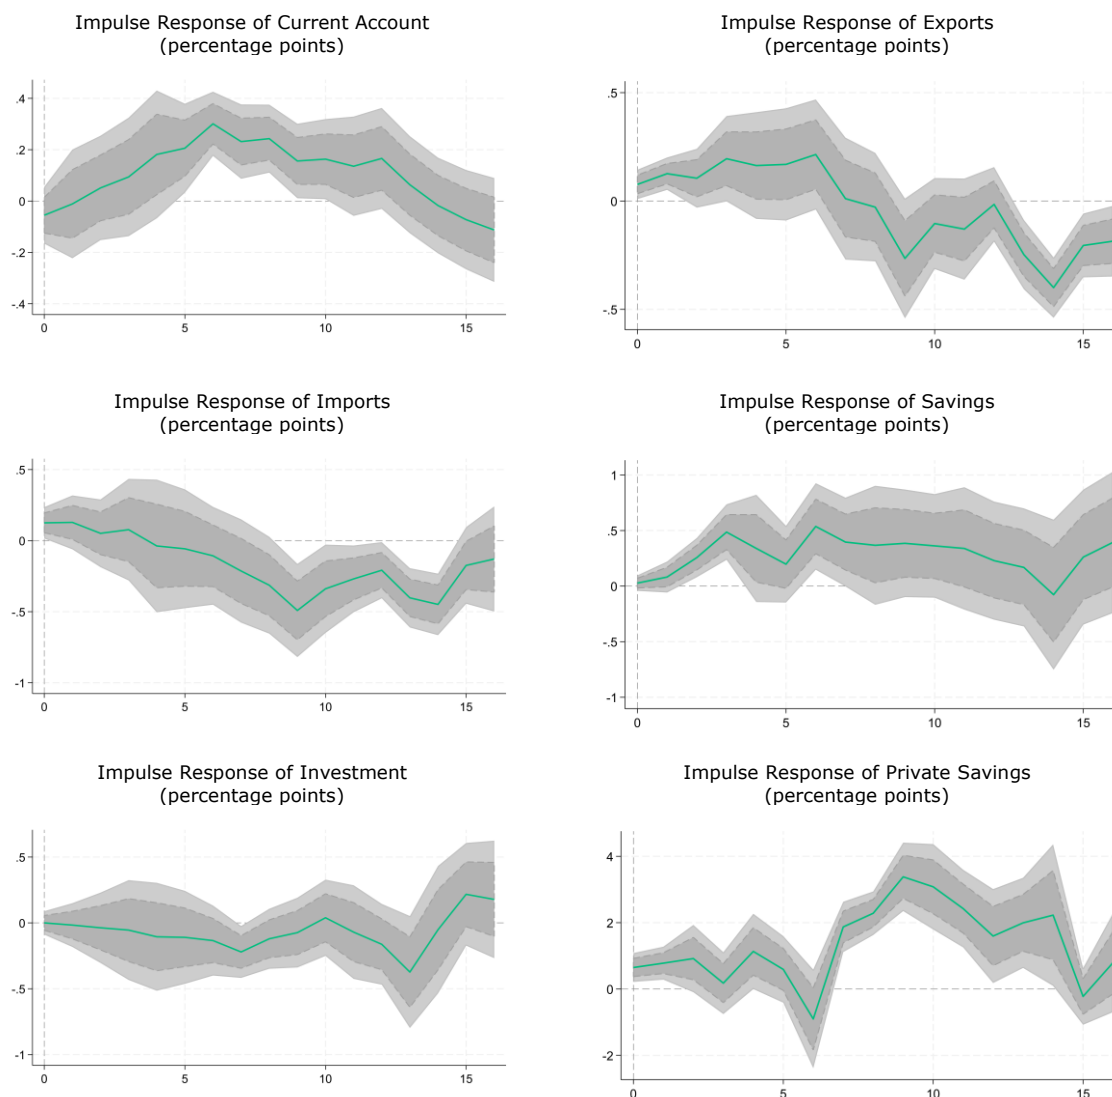 Impulse Response of Current Account
(percentage points)
.4
.2
0
-.2
-.4
0 5 10 15
Impulse Response of Exports
(percentage points)
.5
0
-.5
0 5 10 15
Impulse Response of Imports
(percentage points)
.5
0
-.5
-1
0 5 10 15
Impulse Response of Savings
(percentage points)
1
.5
0
-.5
-1
0 5 10 15
Impulse Response of Investment
(percentage points)
.5
0
-.5
-1
0 5 10 15
Impulse Response of Private Savings
(percentage points)
4
2
0
-2
0 5 10 15